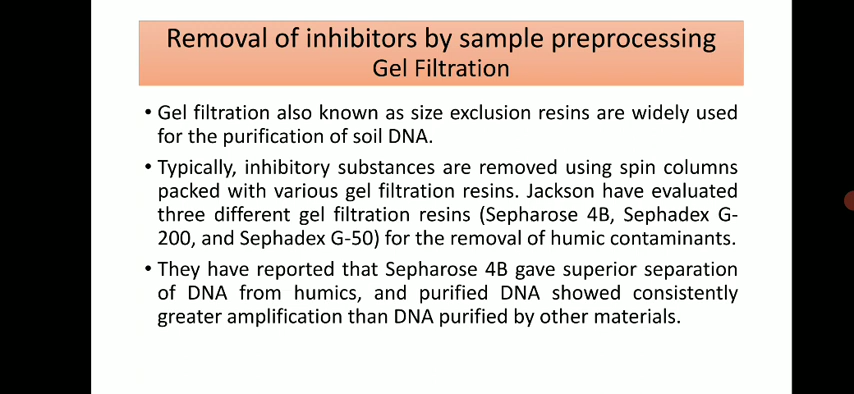 Removal of inhibitors by sample preprocessing
Gel Filtration
• Gel filtration also known as size exclusion resins are widely used
for the purification of soil DNA.
• Typically, inhibitory substances are removed using spin columns
packed with various gel filtration resins. Jackson have evaluated
three different gel filtration resins (Sepharose 4B, Sephadex G-
200, and Sephadex G-50) for the removal of humic contaminants.
• They have reported that Sepharose 4B gave superior separation
of DNA from humics, and purified DNA showed consistently
greater amplification than DNA purified by other materials.